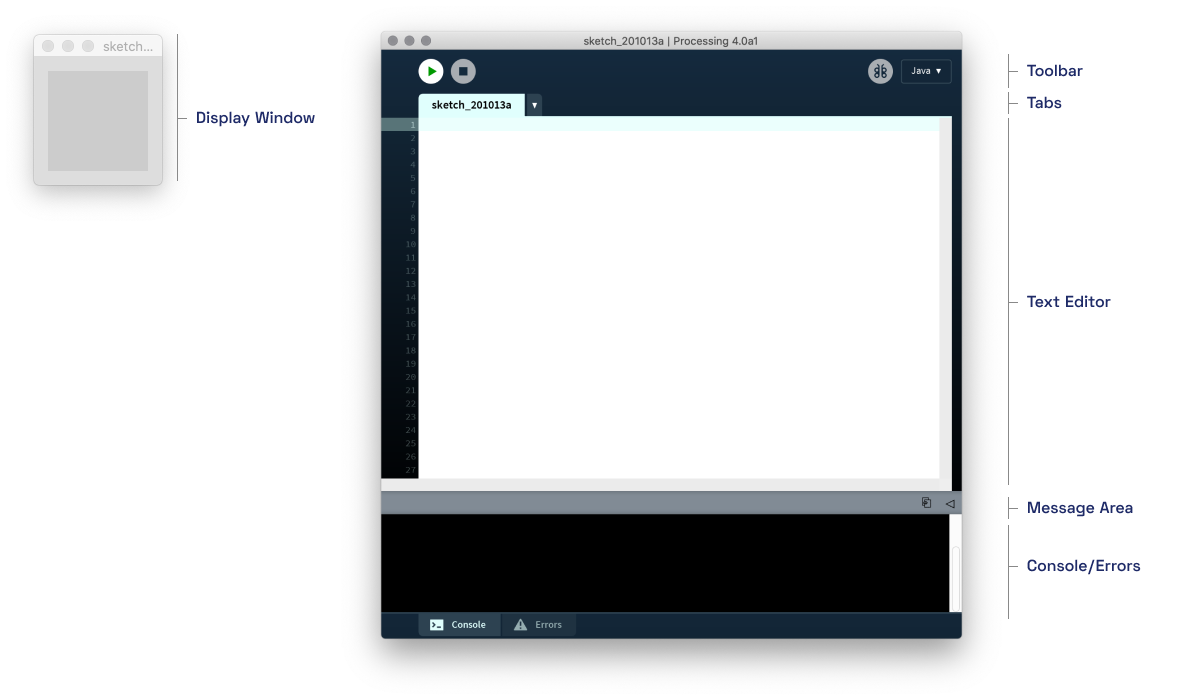 sketch...
Display Window
sketch_201013a | Processing 4.0a1
Java ▾
Toolbar
sketch_201013a ▾
Tabs
1
2
3
4
5
6
7
8
9
10
11
12
13
14
15
16
17
18
19
20
21
22
23
24
25
26
27
Text Editor
Message Area
Console/Errors
Console
Errors